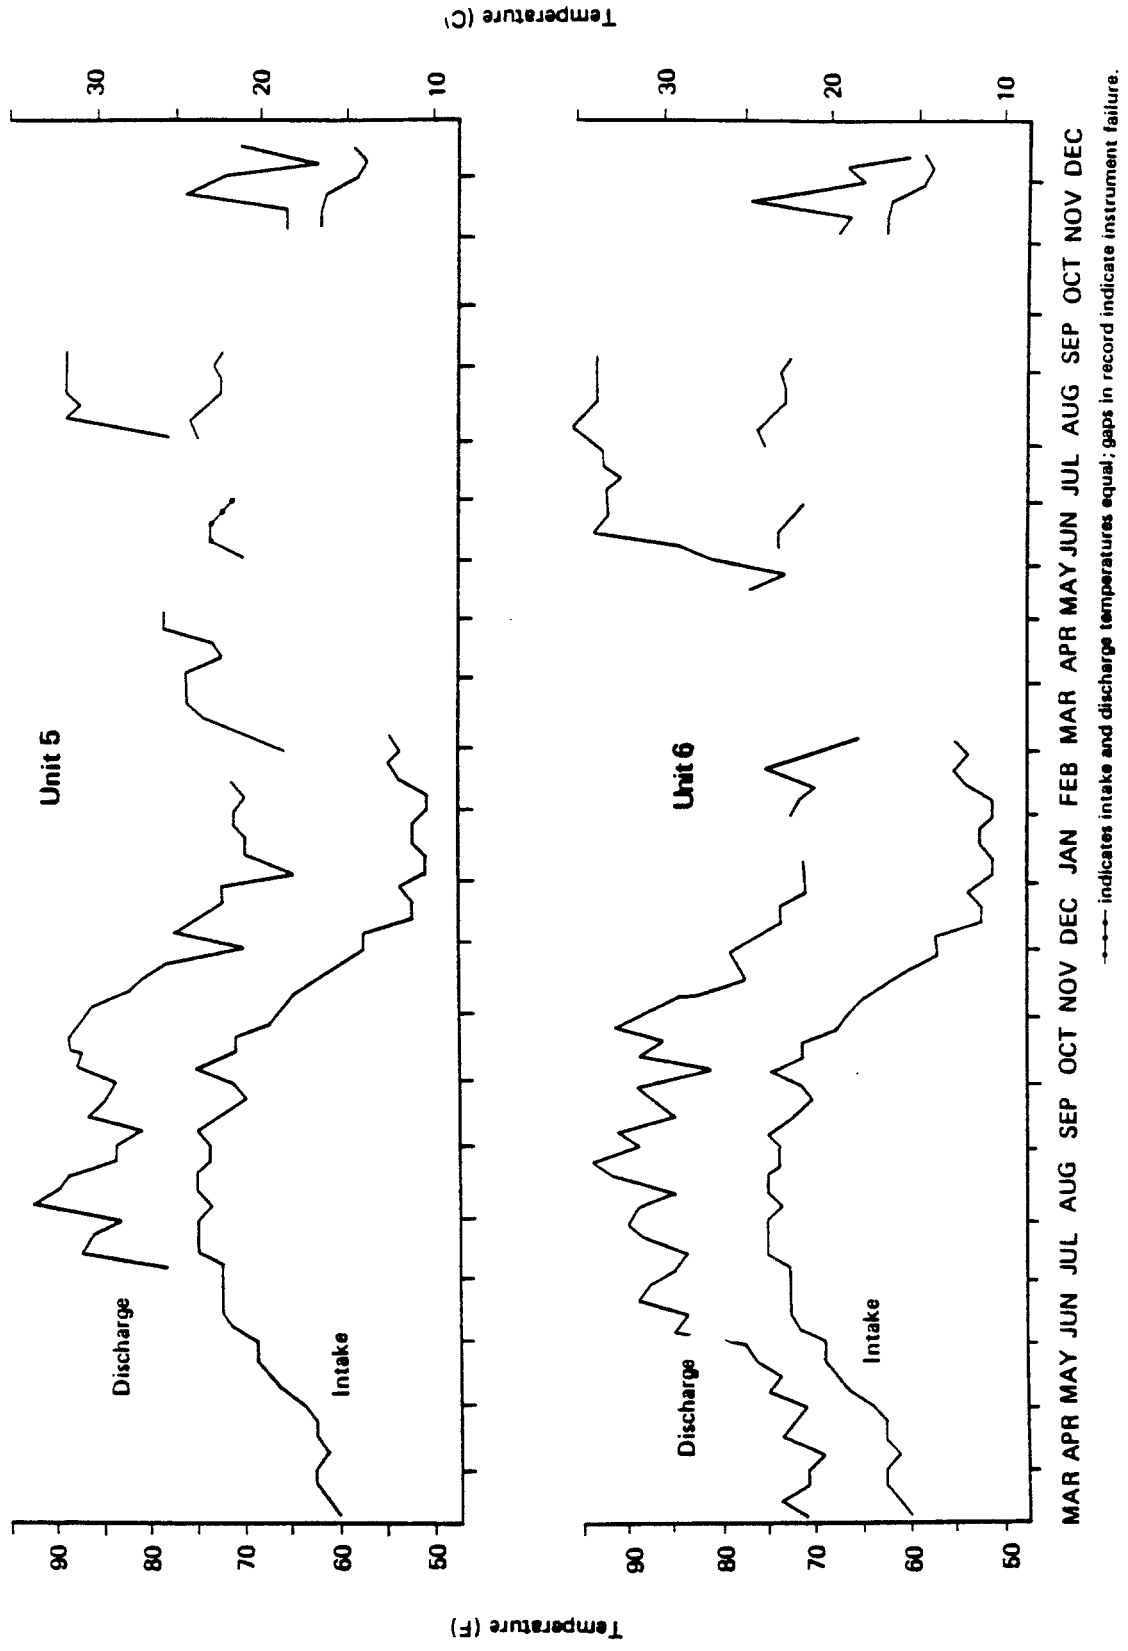 Unit 5
Temperature (F)
90
80
70
60
50
Temperature (C)
30
20
10
Discharge
Intake
Unit 6
90
80
70
60
50
30
20
10
Discharge
Intake
MAR APR MAY JUN JUL AUG SEP OCT NOV DEC JAN FEB MAR APR MAY JUN JUL AUG SEP OCT NOV DEC
indicates intake and discharge temperatures equal; gaps in record indicate instrument failure.